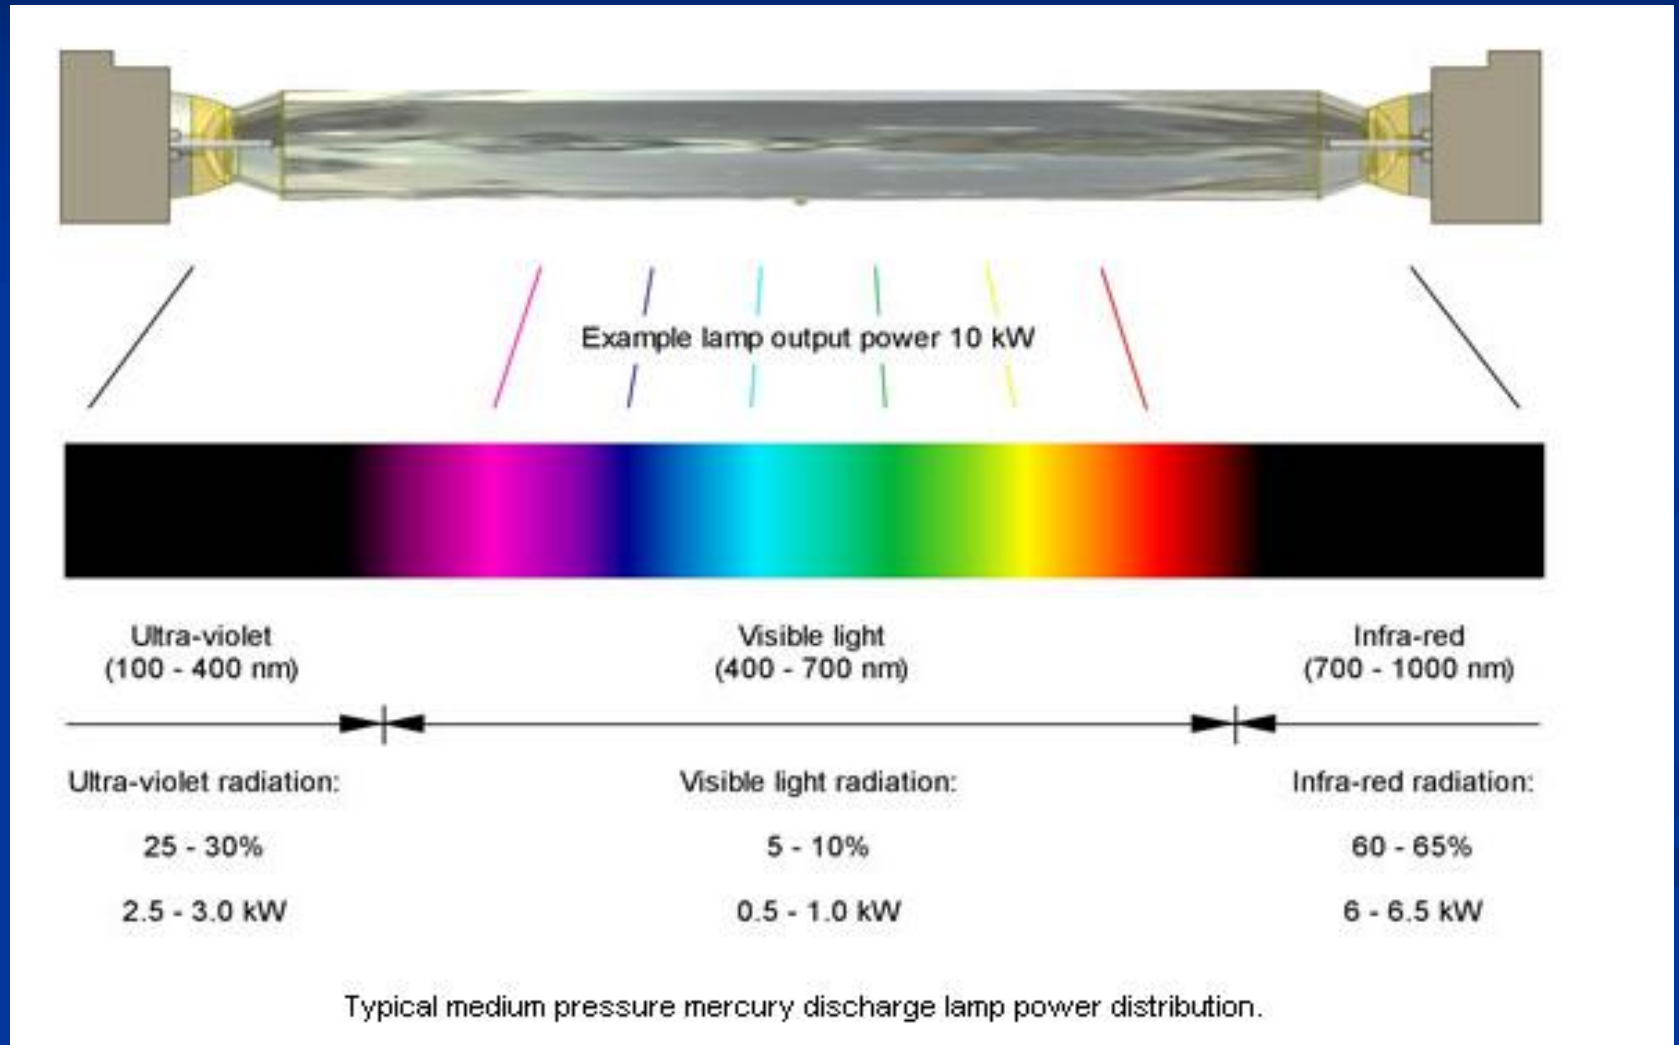 Example lamp output power 10 kW
Ultra-violet
(100 - 400 nm)
Visible light
(400 - 700 nm)
Infra-red
(700 - 1000 nm)
Ultra-violet radiation:
25 - 30%
2.5 - 3.0 kW
Visible light radiation:
5 - 10%
0.5 - 1.0 kW
Infra-red radiation:
60 - 65%
6 - 6.5 kW
Typical medium pressure mercury discharge lamp power distribution.